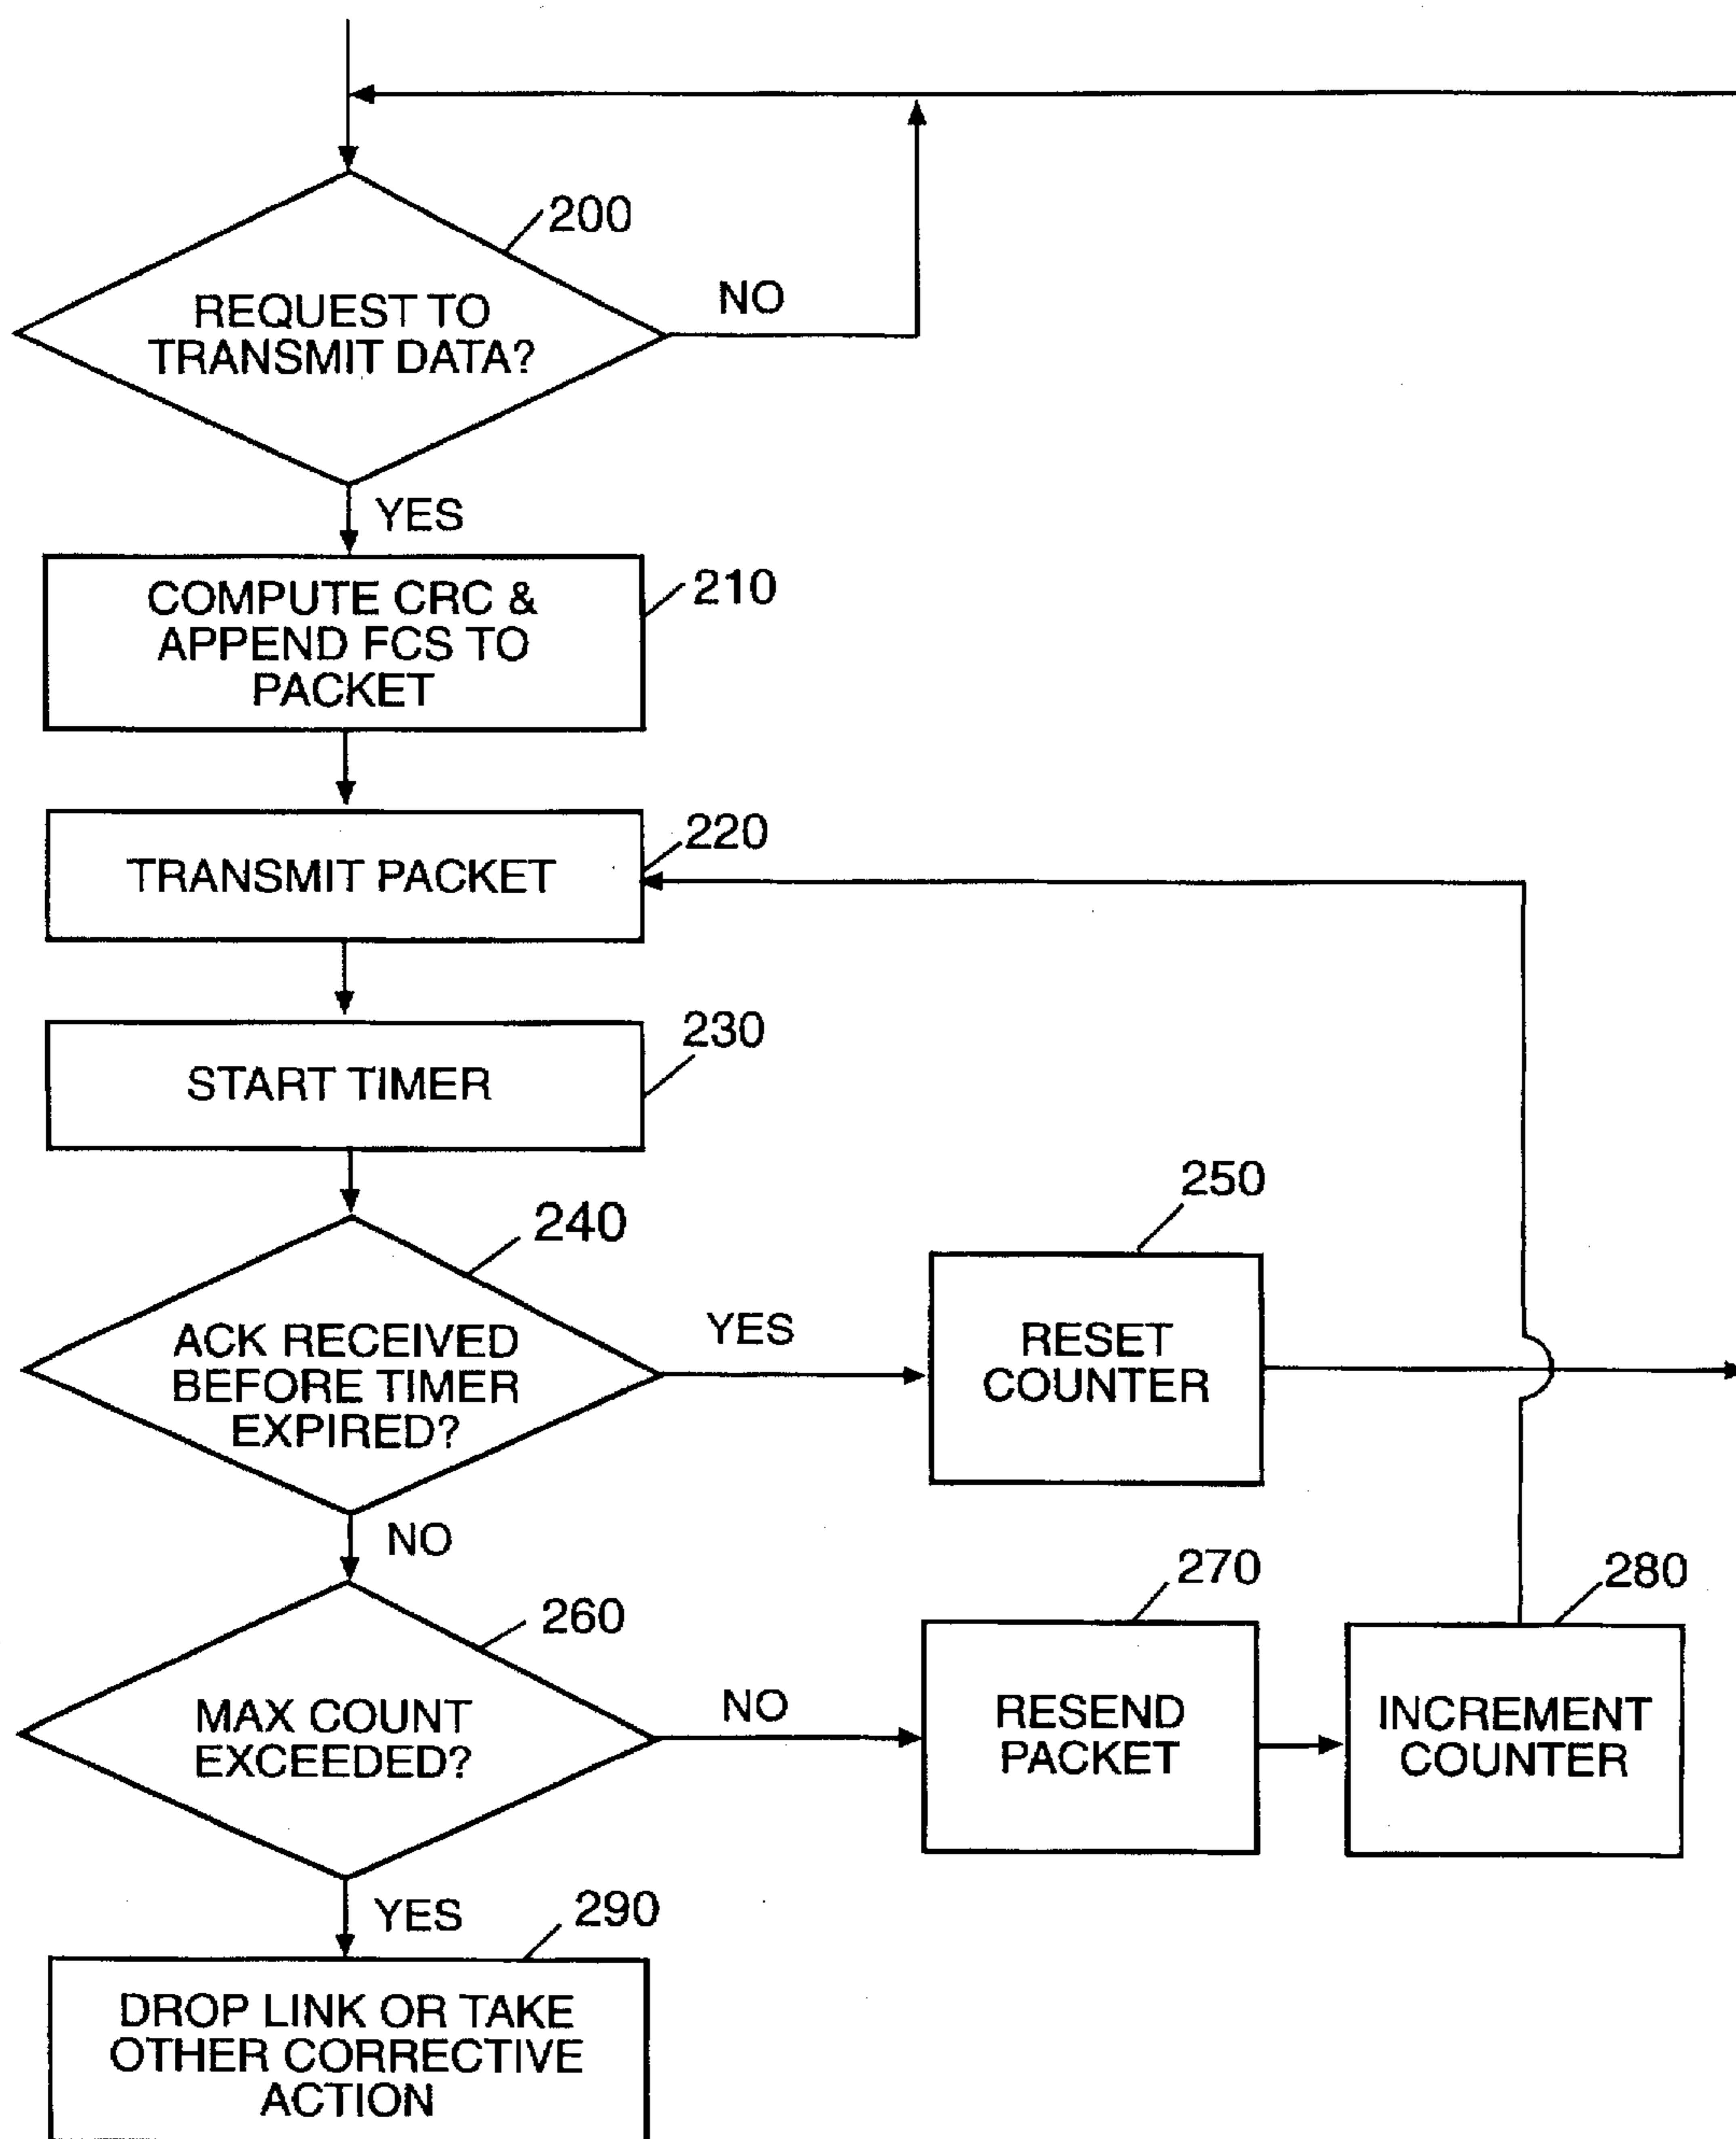 200
REQUEST TO
TRANSMIT DATA?
NO
YES
COMPUTE CRC &
APPEND FCS TO
PACKET
210
TRANSMIT PACKET
220
START TIMER
230
240
ACK RECEIVED
BEFORE TIMER
EXPIRED?
YES
250
RESET
COUNTER
NO
260
MAX COUNT
EXCEEDED?
NO
270
RESEND
PACKET
280
INCREMENT
COUNTER
YES
290
DROP LINK OR TAKE
OTHER CORRECTIVE
ACTION